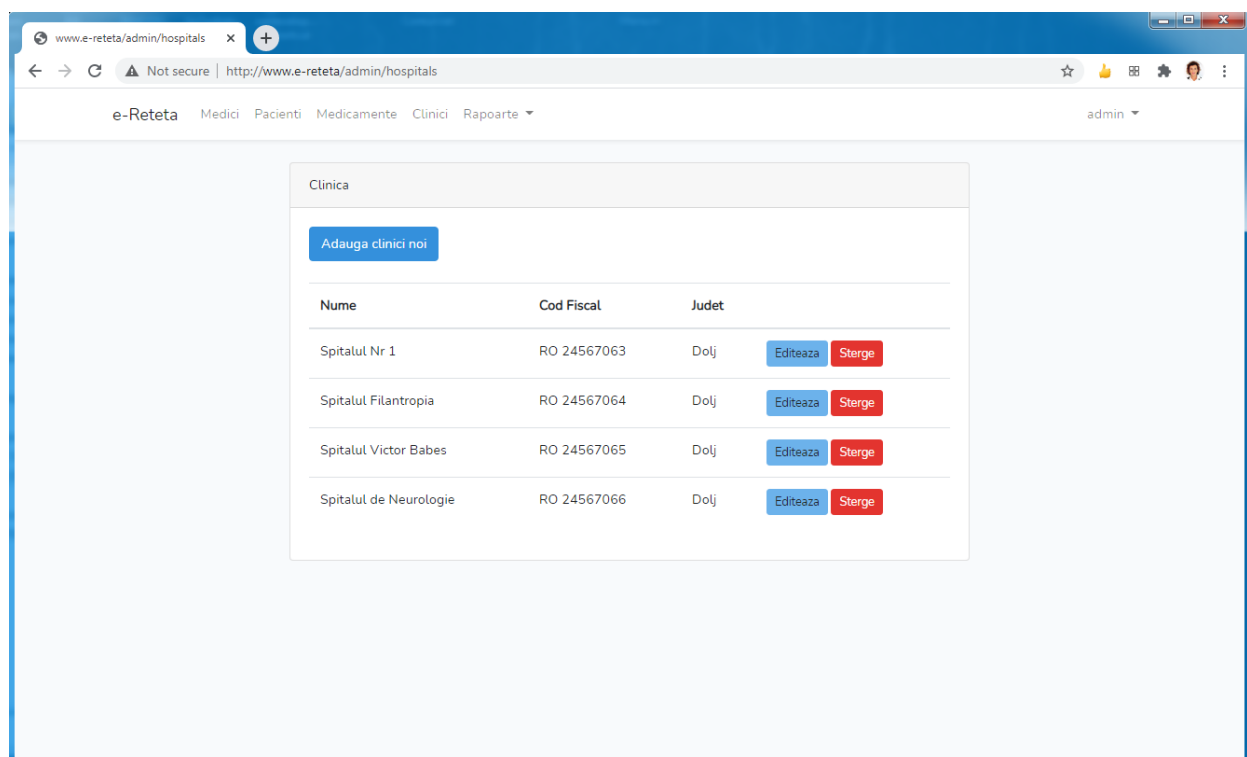 www.e-reteta/admin/hospitals
Not secure | http://www.e-reteta/admin/hospitals
e-Reteta Medici Pacienti Medicamente Clinici Rapoarte admin
Clinica
Adauga clinici noi
Nume Cod Fiscal Judet
Spitalul Nr 1 RO 24567063 Dolj Editeaza Sterge
Spitalul Filantropia RO 24567064 Dolj Editeaza Sterge
Spitalul Victor Babes RO 24567065 Dolj Editeaza Sterge
Spitalul de Neurologie RO 24567066 Dolj Editeaza Sterge